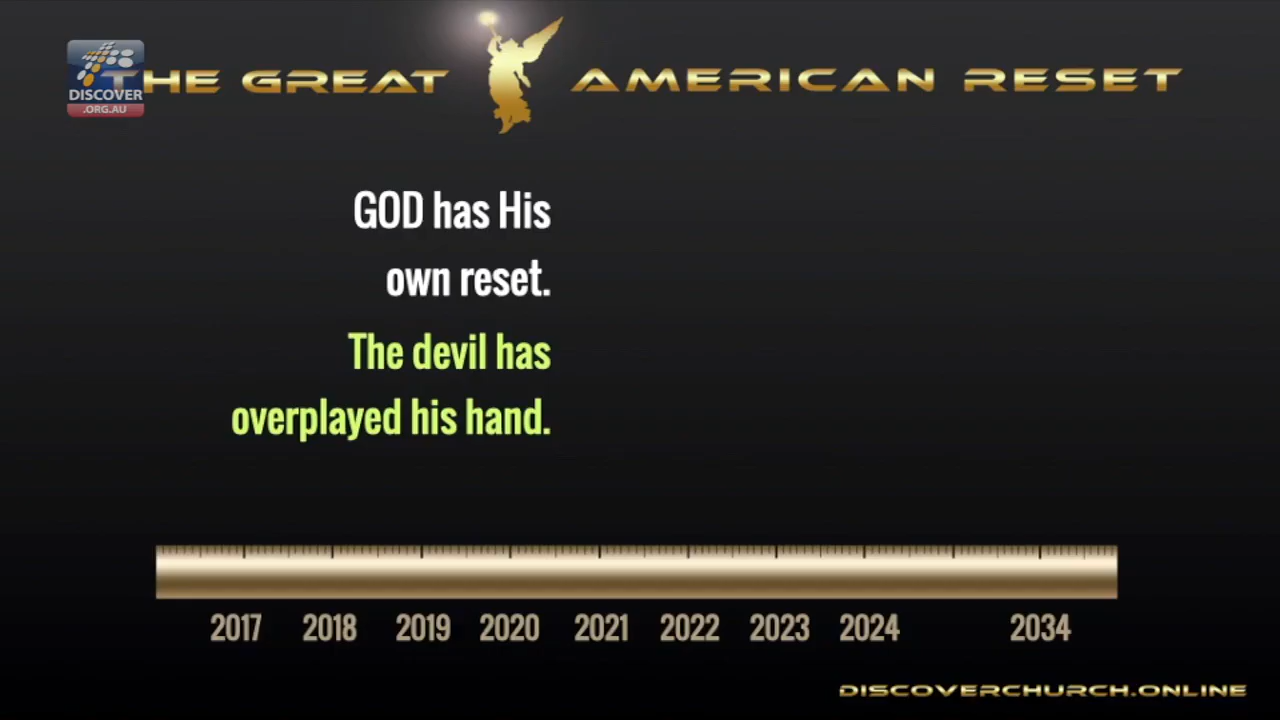 THE GREAT AMERICAN RESET
DISCOVER
.ORG.AU
GOD has His
own reset.
The devil has
overplayed his hand.
2017 2018 2019 2020 2021 2022 2023 2024 2034
DISCOVERCHURCH.ONLINE